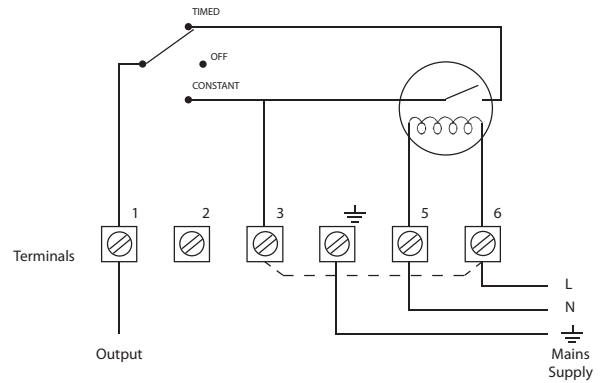 TIMED
OFF
CONSTANT
1
2
3
5
6
Terminals
L
N
Output
Mains
Supply